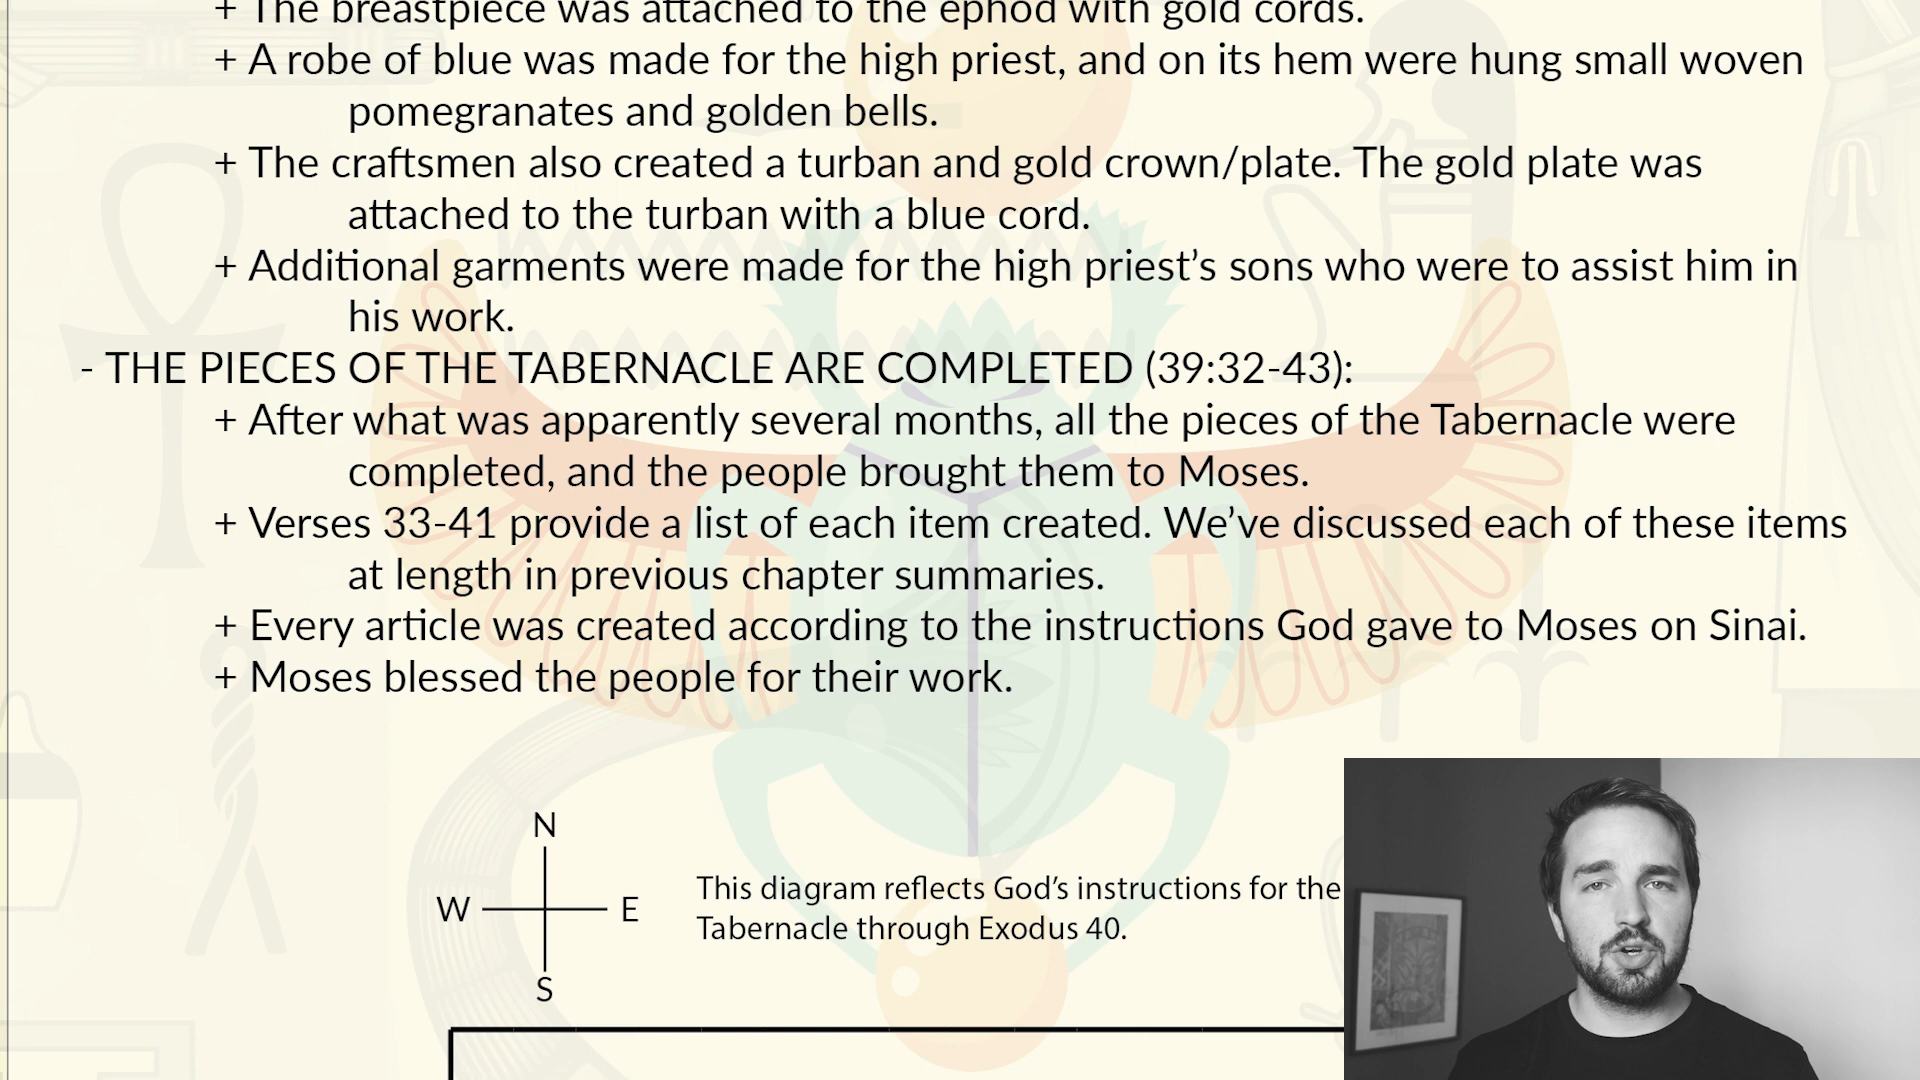 + The breastpiece was attached to the ephod with gold cords.
+ A robe of blue was made for the high priest, and on its hem were hung small woven
pomegranates and golden bells.
+ The craftsmen also created a turban and gold crown/plate. The gold plate was
attached to the turban with a blue cord.
+ Additional garments were made for the high priest’s sons who were to assist him in
his work.
- THE PIECES OF THE TABERNACLE ARE COMPLETED (39:32-43):
+ After what was apparently several months, all the pieces of the Tabernacle were
completed, and the people brought them to Moses.
+ Verses 33-41 provide a list of each item created. We’ve discussed each of these items
at length in previous chapter summaries.
+ Every article was created according to the instructions God gave to Moses on Sinai.
+ Moses blessed the people for their work.
N
W E
S
This diagram reflects God’s instructions for the
Tabernacle through Exodus 40.